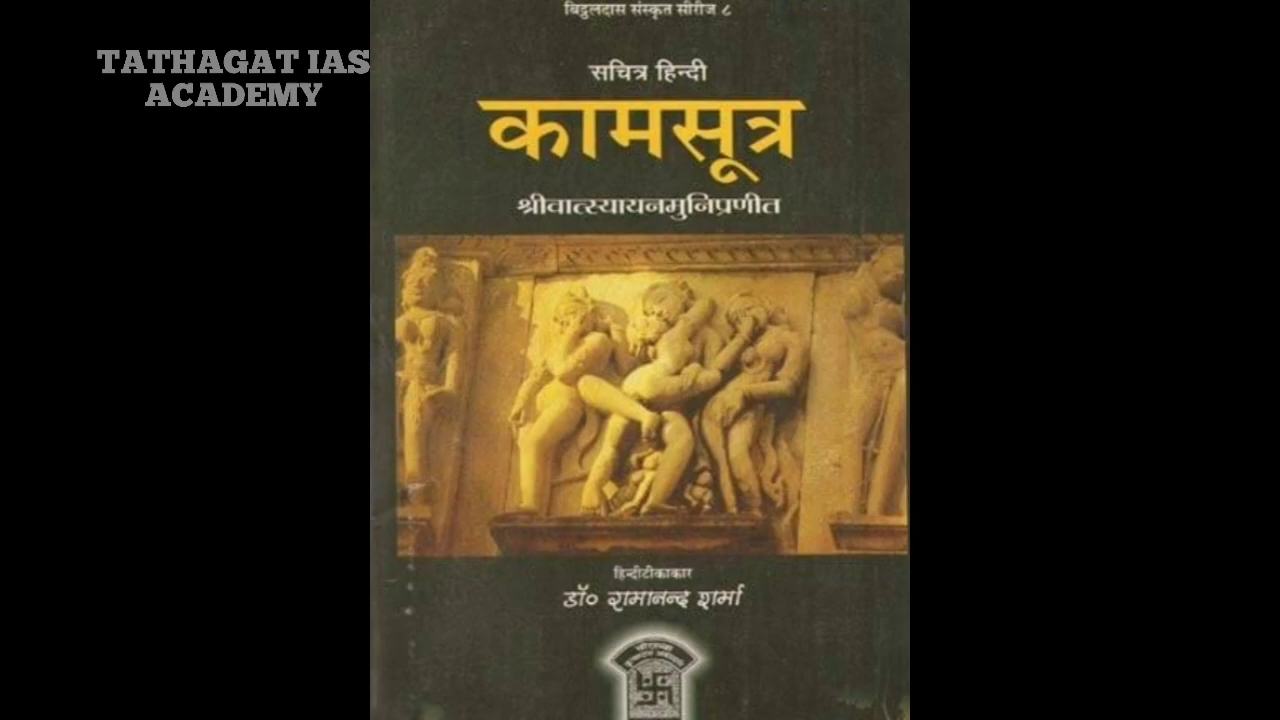 TATHAGAT IAS
ACADEMY
बिट्ठलदास संस्कृत सीरीज ८
सचित्र हिन्दी
कामसूत्र
श्रीवात्स्यायनमुनिप्रणीत
हिन्दीटीकाकार
डॉ० रामानन्द शर्मा